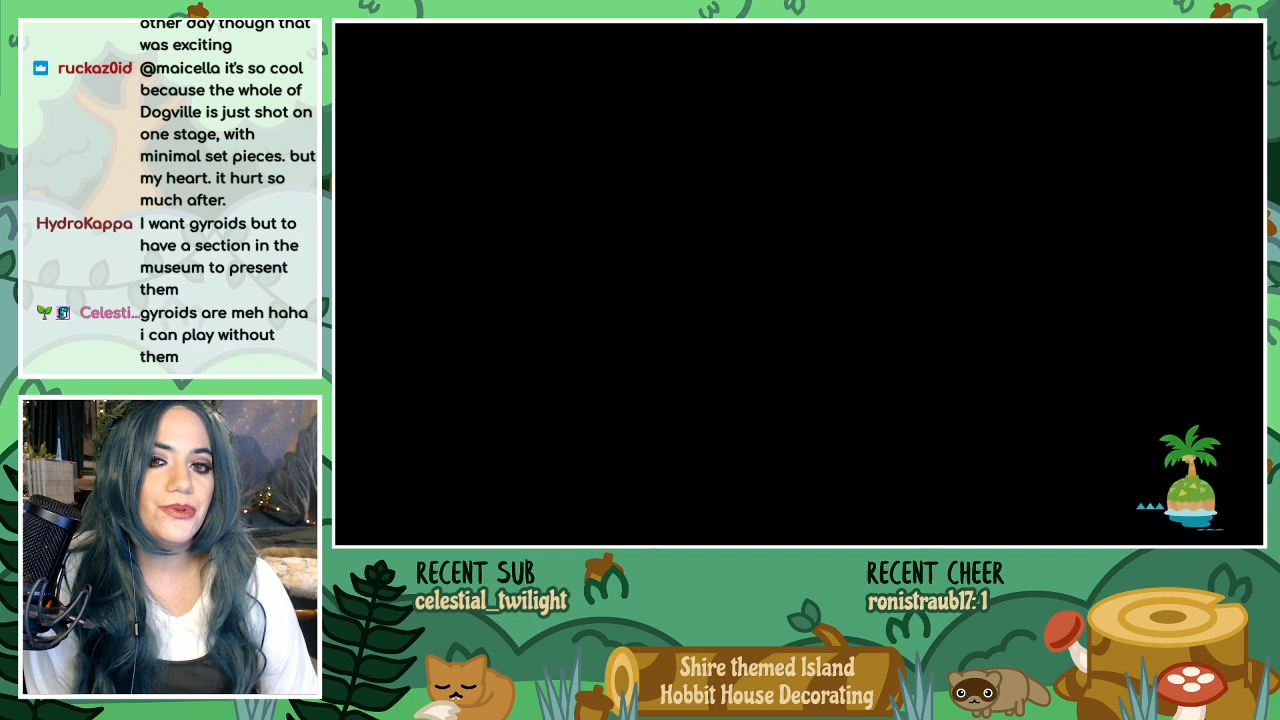 other day though that
was exciting
ruckaz0id @maicella it's so cool
because the whole of
Dogville is just shot on
one stage, with
minimal set pieces. but
my heart. it hurt so
much after.
HydroKappa I want gyroids but to
have a section in the
museum to present
them
Celesti... gyroids are meh haha
i can play without
them
RECENT SUB
celestial_twilight
RECENT CHEER
ronistraub17: 1
Shire themed Island
Hobbit House Decorating